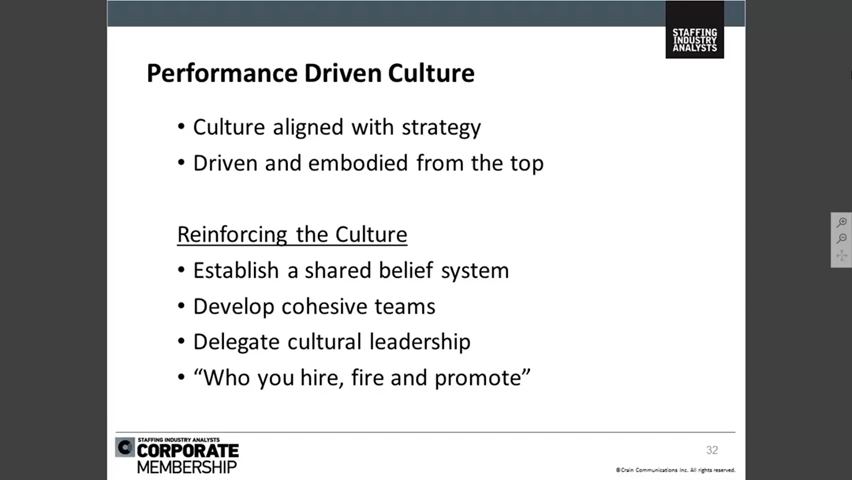 STAFFING
INDUSTRY
ANALYSTS
Performance Driven Culture
• Culture aligned with strategy
• Driven and embodied from the top
Reinforcing the Culture
• Establish a shared belief system
• Develop cohesive teams
• Delegate cultural leadership
• “Who you hire, fire and promote”
STAFFING INDUSTRY ANALYSTS
C CORPORATE
MEMBERSHIP
32
©Crain Communications Inc. All rights reserved.